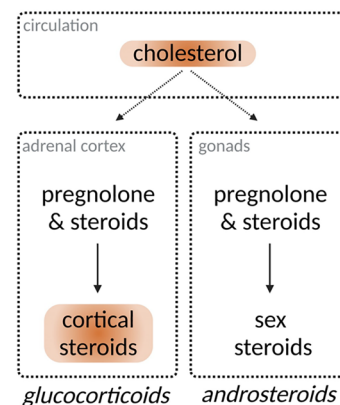 circulation
cholesterol
adrenal cortex
pregnolone
& steroids
cortical
steroids
glucocorticoids
gonads
pregnolone
& steroids
sex
steroids
androsteroids